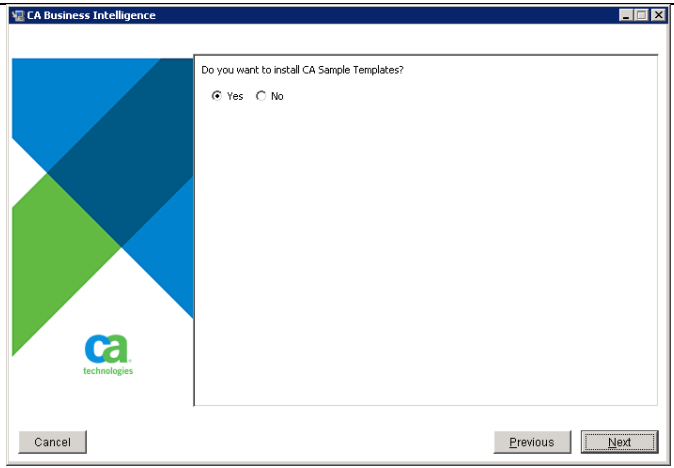 CA Business Intelligence
Do you want to install CA Sample Templates?
Yes No
ca
technologies
Cancel Previous Next